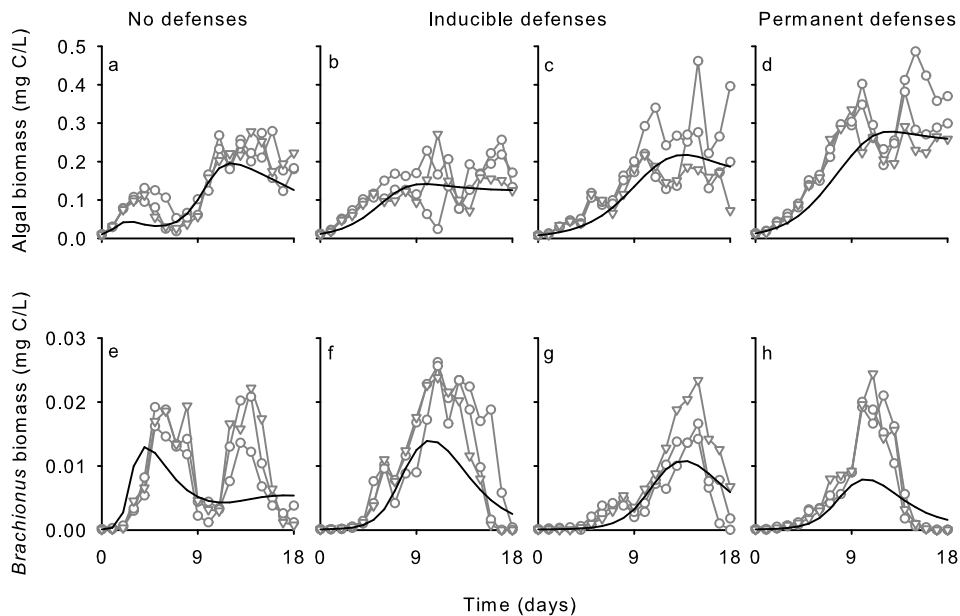 No defenses Inducible defenses Permanent defenses
Algal biomass (mg C/L)
0.5
0.4
0.3
0.2
0.1
0.0
a
b
c
d
Brachionus biomass (mg C/L)
0.03
0.02
0.01
0.00
e
f
g
h
0 9 18 0 9 18 0 9 18 0 9 18
Time (days)